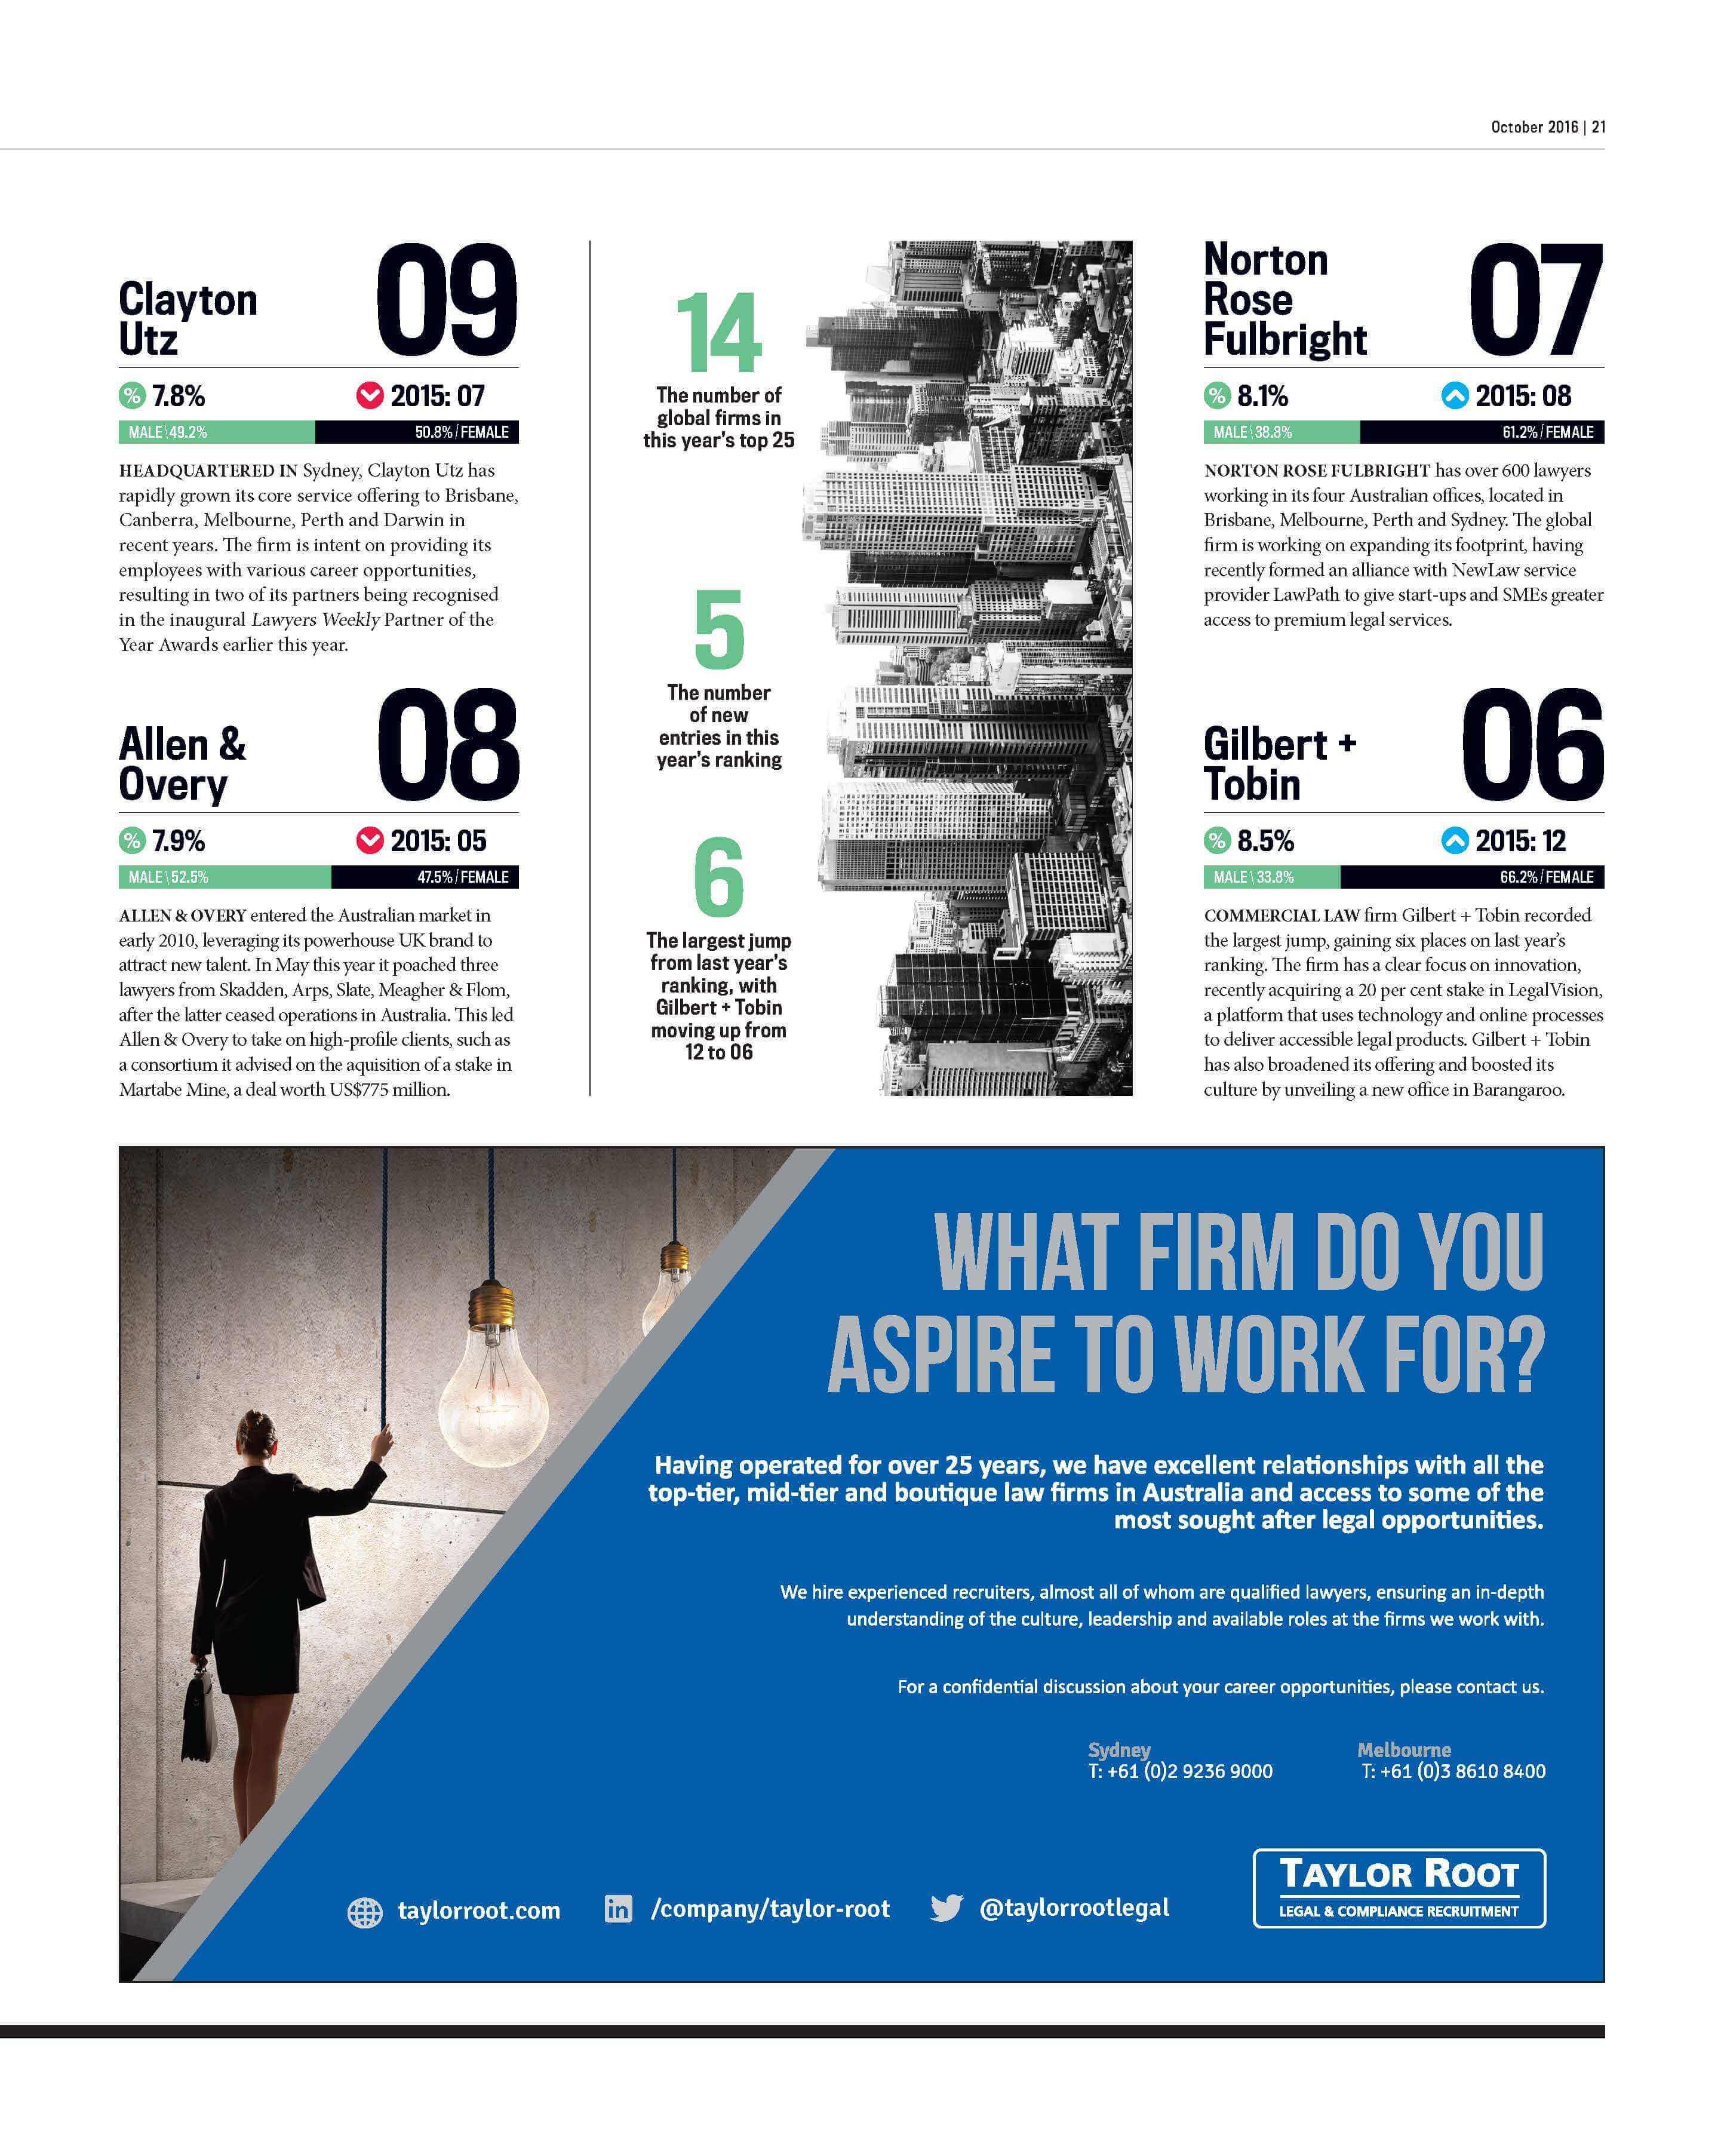 October 2016 | 21
Clayton
Utz
09
% 7.8%
2015: 07
MALE \ 49.2%
50.8% / FEMALE
HEADQUARTERED IN Sydney, Clayton Utz has
rapidly grown its core service offering to Brisbane,
Canberra, Melbourne, Perth and Darwin in
recent years. The firm is intent on providing its
employees with various career opportunities,
resulting in two of its partners being recognised
in the inaugural Lawyers Weekly Partner of the
Year Awards earlier this year.
Allen &
Overy
08
% 7.9%
2015: 05
MALE \ 52.5%
47.5% / FEMALE
ALLEN & OVERY entered the Australian market in
early 2010, leveraging its powerhouse UK brand to
attract new talent. In May this year it poached three
lawyers from Skadden, Arps, Slate, Meagher & Flom,
after the latter ceased operations in Australia. This led
Allen & Overy to take on high-profile clients, such as
a consortium it advised on the aquisition of a stake in
Martabe Mine, a deal worth US$775 million.
14
The number of
global firms in
this year's top 25
5
The number
of new
entries in this
year's ranking
6
The largest jump
from last year's
ranking, with
Gilbert + Tobin
moving up from
12 to 06
Norton
Rose
Fulbright
07
% 8.1%
2015: 08
MALE \ 38.8%
61.2% / FEMALE
NORTON ROSE FULBRIGHT has over 600 lawyers
working in its four Australian offices, located in
Brisbane, Melbourne, Perth and Sydney. The global
firm is working on expanding its footprint, having
recently formed an alliance with NewLaw service
provider LawPath to give start-ups and SMEs greater
access to premium legal services.
Gilbert +
Tobin
06
% 8.5%
2015: 12
MALE \ 33.8%
66.2% / FEMALE
COMMERCIAL LAW firm Gilbert + Tobin recorded
the largest jump, gaining six places on last year's
ranking. The firm has a clear focus on innovation,
recently acquiring a 20 per cent stake in LegalVision,
a platform that uses technology and online processes
to deliver accessible legal products. Gilbert + Tobin
has also broadened its offering and boosted its
culture by unveiling a new office in Barangaroo.
WHAT FIRM DO YOU
ASPIRE TO WORK FOR?
Having operated for over 25 years, we have excellent relationships with all the
top-tier, mid-tier and boutique law firms in Australia and access to some of the
most sought after legal opportunities.
We hire experienced recruiters, almost all of whom are qualified lawyers, ensuring an in-depth
understanding of the culture, leadership and available roles at the firms we work with.
For a confidential discussion about your career opportunities, please contact us.
Sydney
T: +61 (0)2 9236 9000
Melbourne
T: +61 (0)3 8610 8400
taylorroot.com
in /company/taylor-root
@taylorrootlegal
TAYLOR ROOT
LEGAL & COMPLIANCE RECRUITMENT